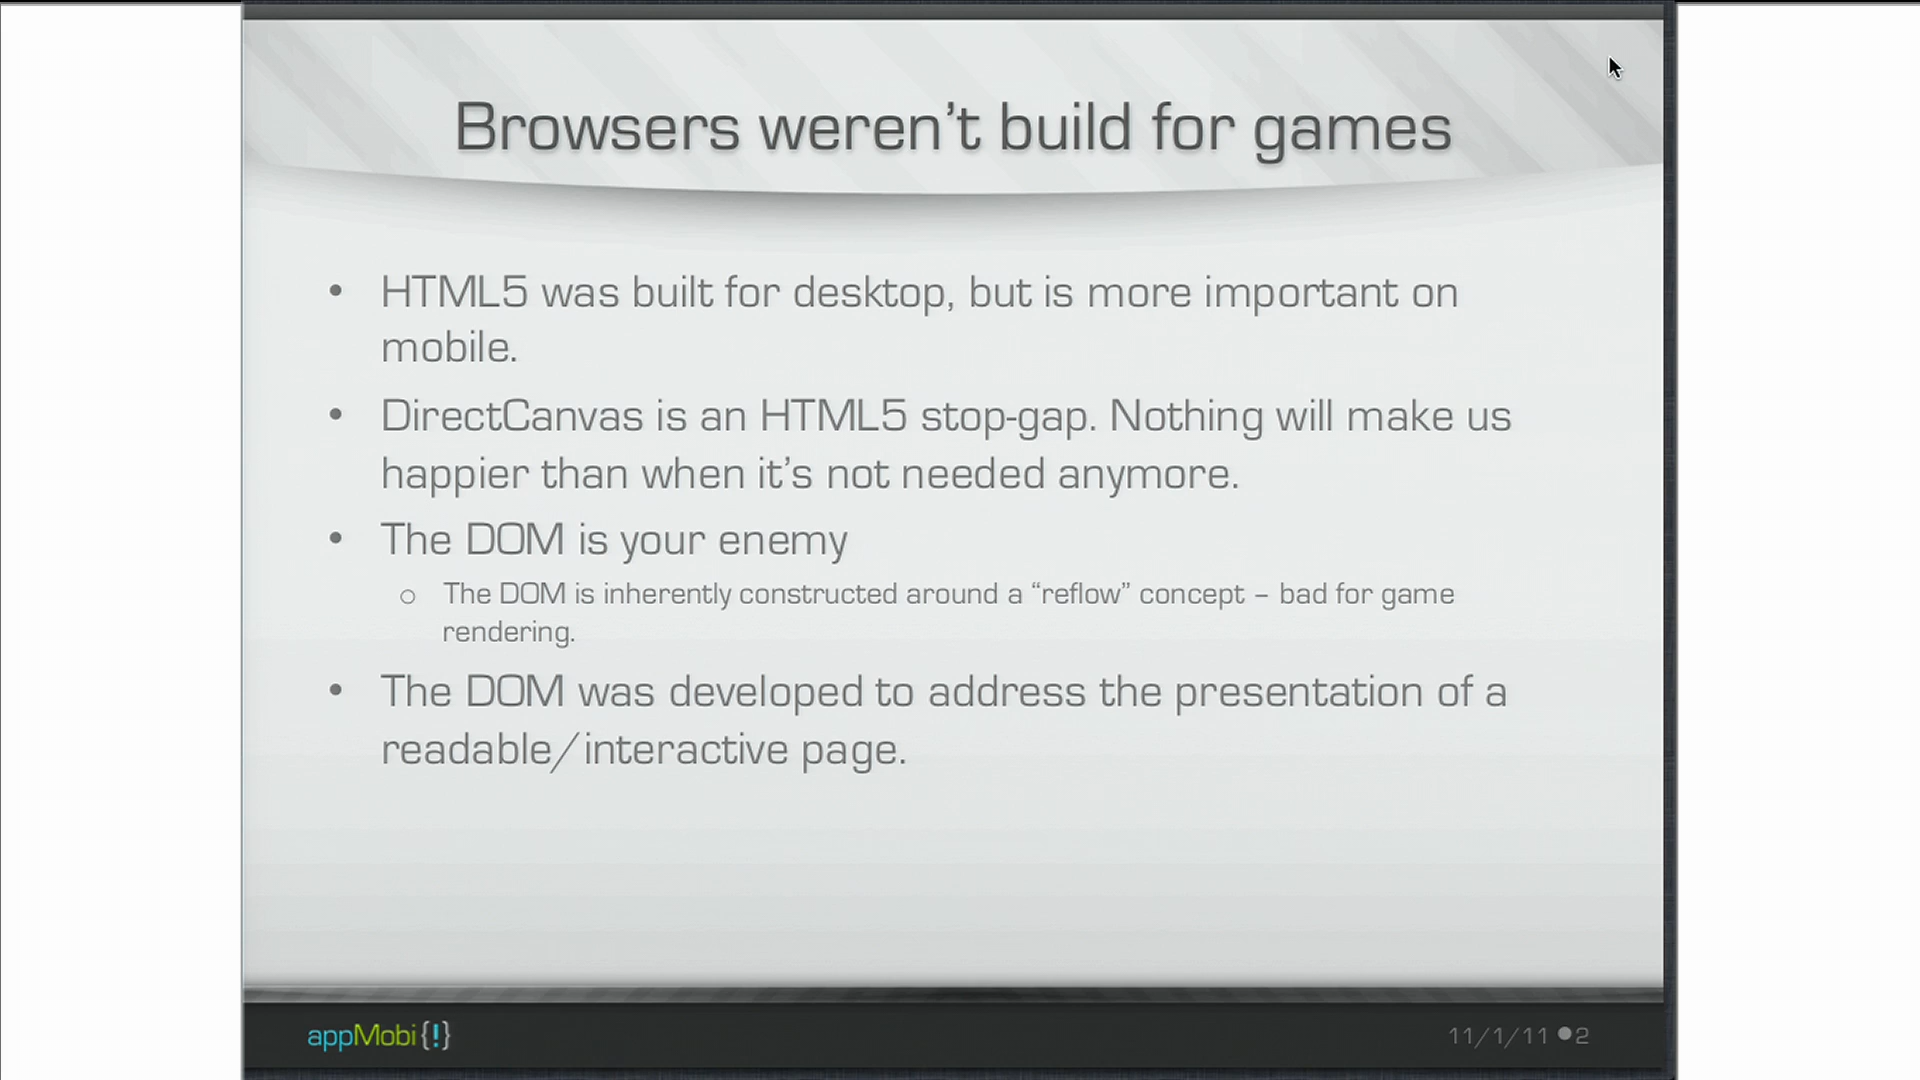 Browsers weren’t build for games
• HTML5 was built for desktop, but is more important on
mobile.
• DirectCanvas is an HTML5 stop-gap. Nothing will make us
happier than when it’s not needed anymore.
• The DOM is your enemy
○ The DOM is inherently constructed around a “reflow” concept – bad for game
rendering.
• The DOM was developed to address the presentation of a
readable/interactive page.
appMobi{!}
11/1/11 ●2